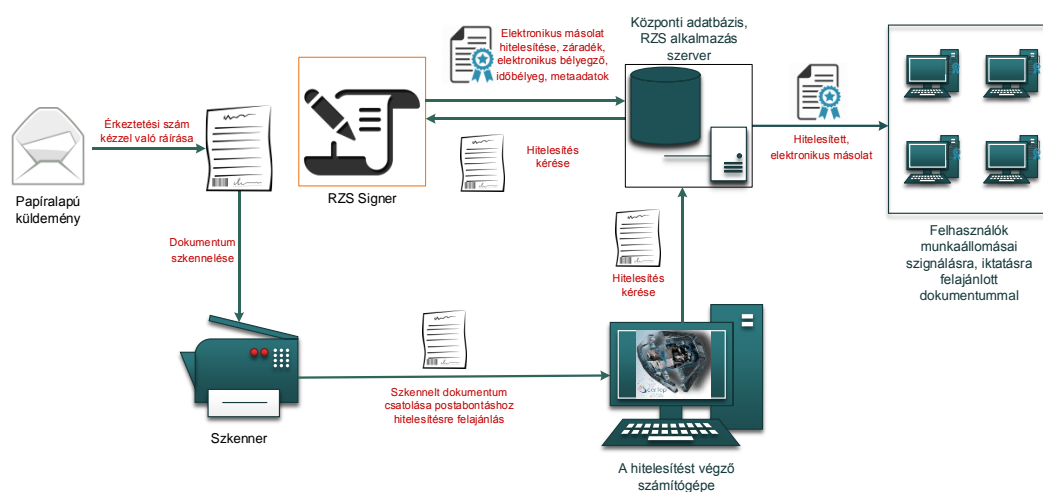 Központi adatbázis,
RZS alkalmazás
szerver
Elektronikus másolat
hitelesítése, záradék,
elektronikus bélyegző,
időbélyeg, metaadatok
Érkeztetési szám
kézzel való ráírása
Hitelesítés
kérése
Hitelesített,
elektronikus másolat
Papíralapú
küldemény
RZS Signer
Dokumentum
szkennelése
Hitelesítés
kérése
Felhasználók
munkaállomásai
szignálásra, iktatásra
felajánlott
dokumentummal
Szkennelt dokumentum
csatolása postabontáshoz
hitelesítésre felajánlás
Szkenner
A hitelesítést végző
számítógépe